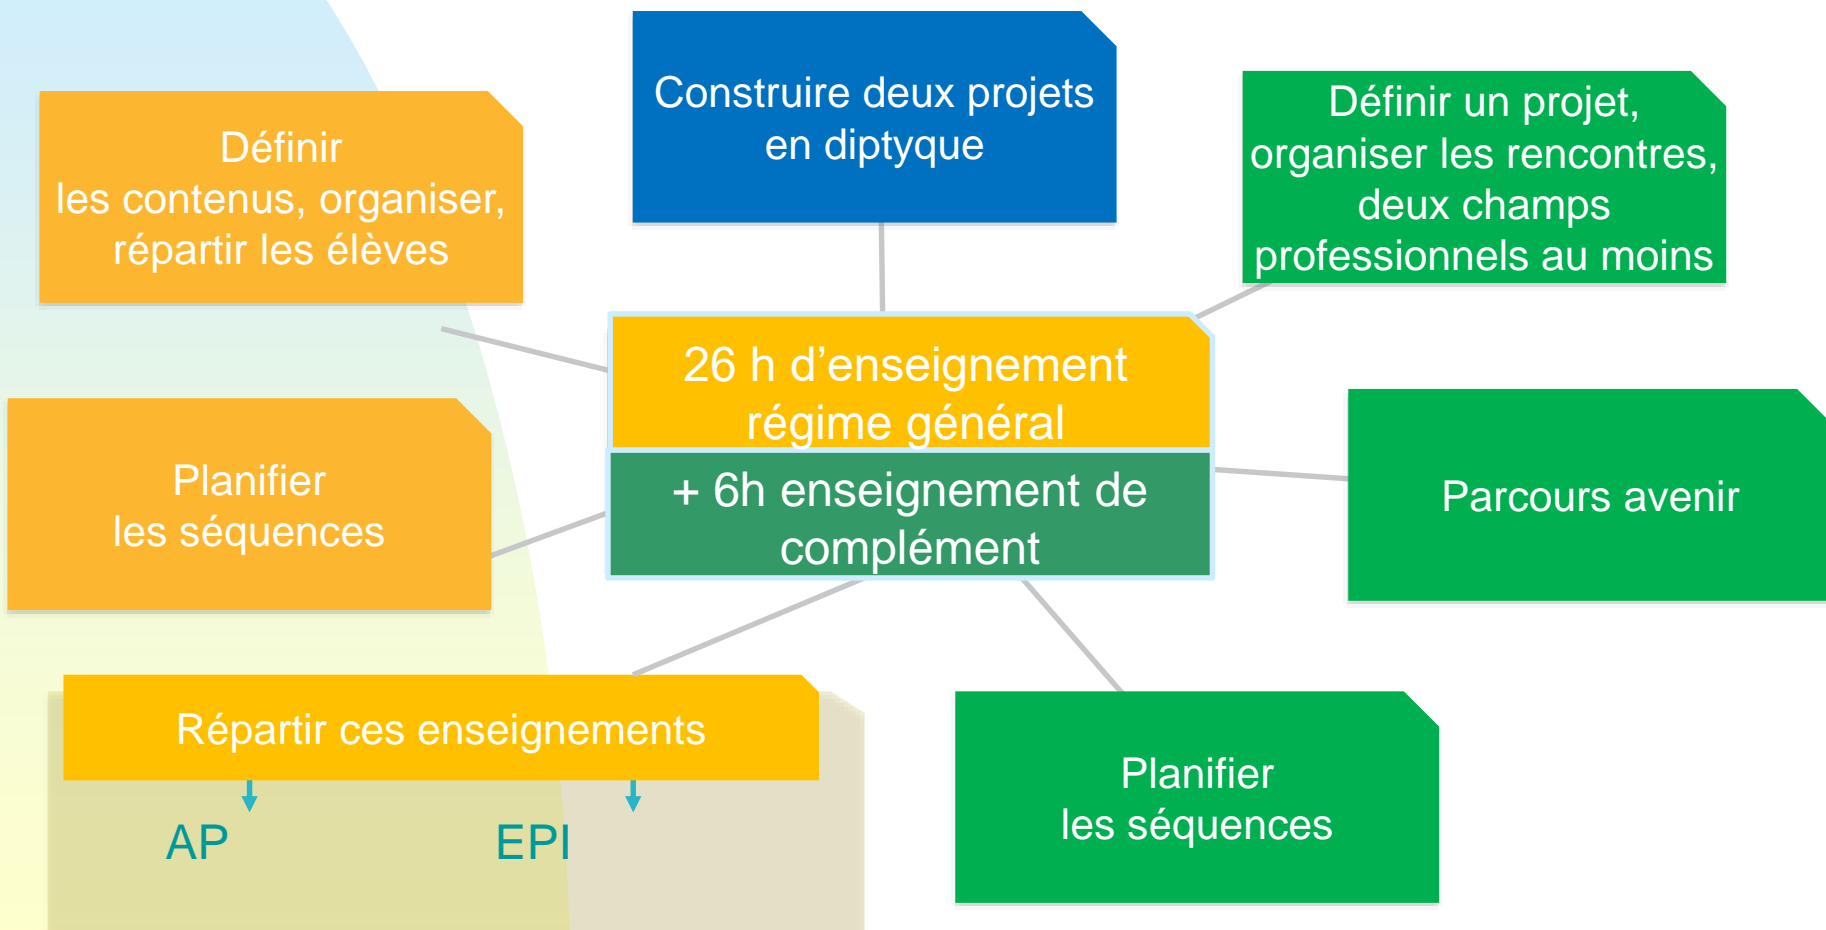 Construire deux projets
en diptyque
Définir
les contenus, organiser,
répartir les élèves
Définir un projet,
organiser les rencontres,
deux champs
professionnels au moins
26 h d’enseignement
régime général
+ 6h enseignement de
complément
Planifier
les séquences
Parcours avenir
Répartir ces enseignements
AP
EPI
Planifier
les séquences